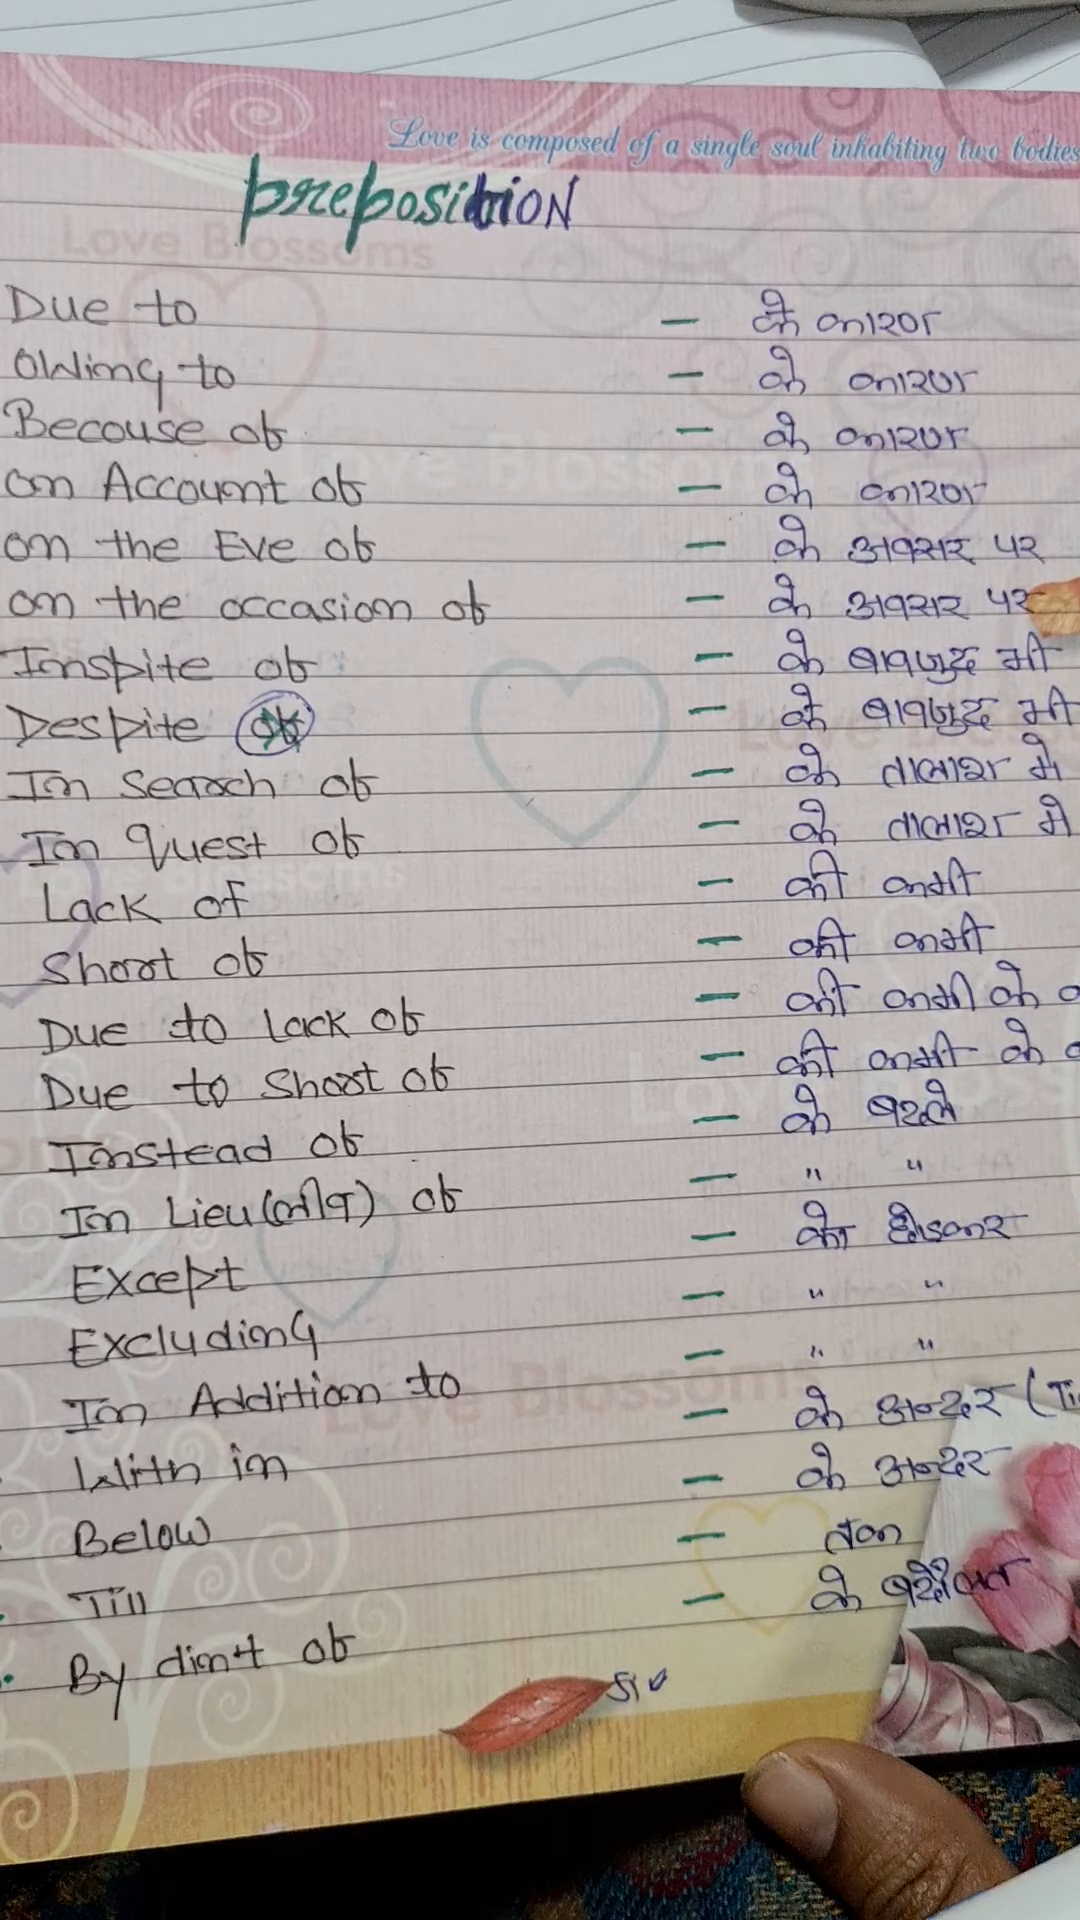 Love is composed of a single soul inhabiting two bodies
preposition
Due to - के कारण
Owing to - के कारण
Becouse of - के कारण
on Account of - के कारण
on the Eve of - के अवसर पर
on the occasion of - के अवसर पर
Inspite of - के बावजुद भी
Despite - के बावजुद भी
In Search of - के तालाश मे
In Quest of - के तालाश मे
Lack of - की कमी
Short of - की कमी
Due to Lack of - की कमी के
Due to Short of - की कमी के
Instead of - के बदले
In Lieu (लीव) of - " "
Except - को छोडकर
Excluding - " "
In Addition to - " "
With in - के अन्दर (Ti
Below - के अन्दर
Till - तक
By dint of - के बदौलत